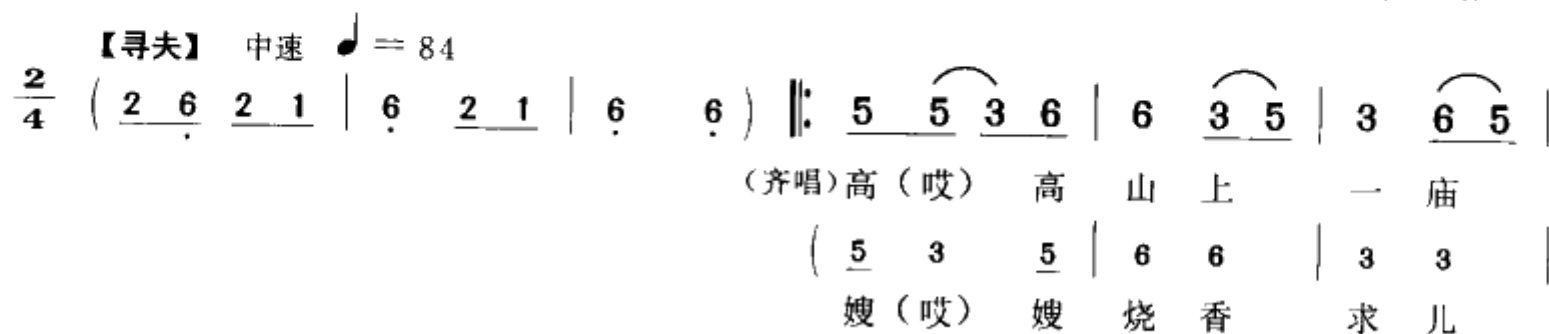 【寻夫】 中速 ♩= 84
2/4 ( 2 6̣ 2 1 | 6̣ 2 1 | 6̣ 6̣ ) ‖: 5 5 3 6 | 6 3 5 | 3 6 5 |
(齐唱)高(哎) 高 山 上 一 庙
( 5 3 5 | 6 6 | 3 3 |
嫂(哎) 嫂 烧 香 求 儿